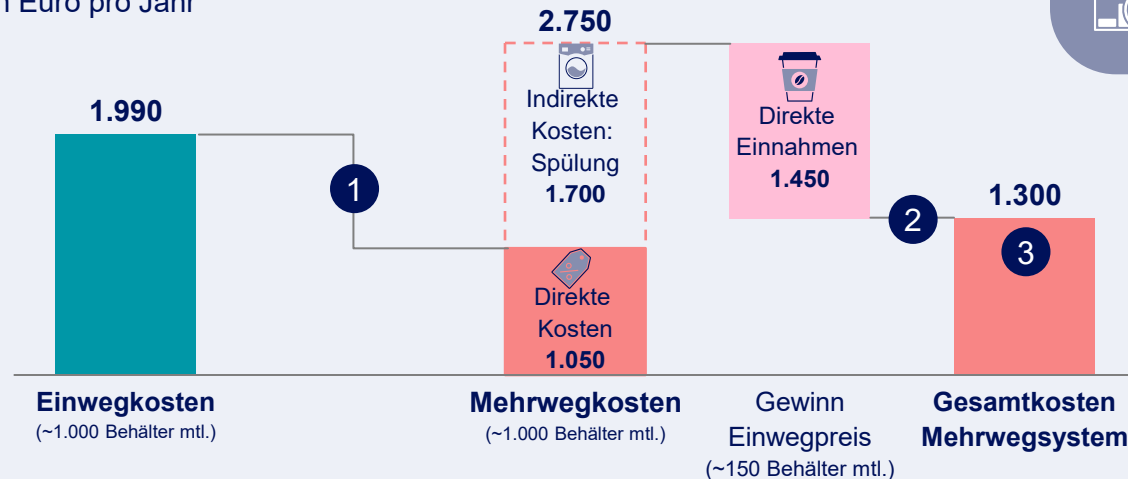 n Euro pro Jahr
1.990
1
2.750
Indirekte
Kosten:
Spülung
1.700
Direkte
Kosten
1.050
Direkte
Einnahmen
1.450
2
1.300
3
Einwegkosten
(~1.000 Behälter mtl.)
Mehrwegkosten
(~1.000 Behälter mtl.)
Gewinn
Einwegpreis
(~150 Behälter mtl.)
Gesamtkosten
Mehrwegsystem